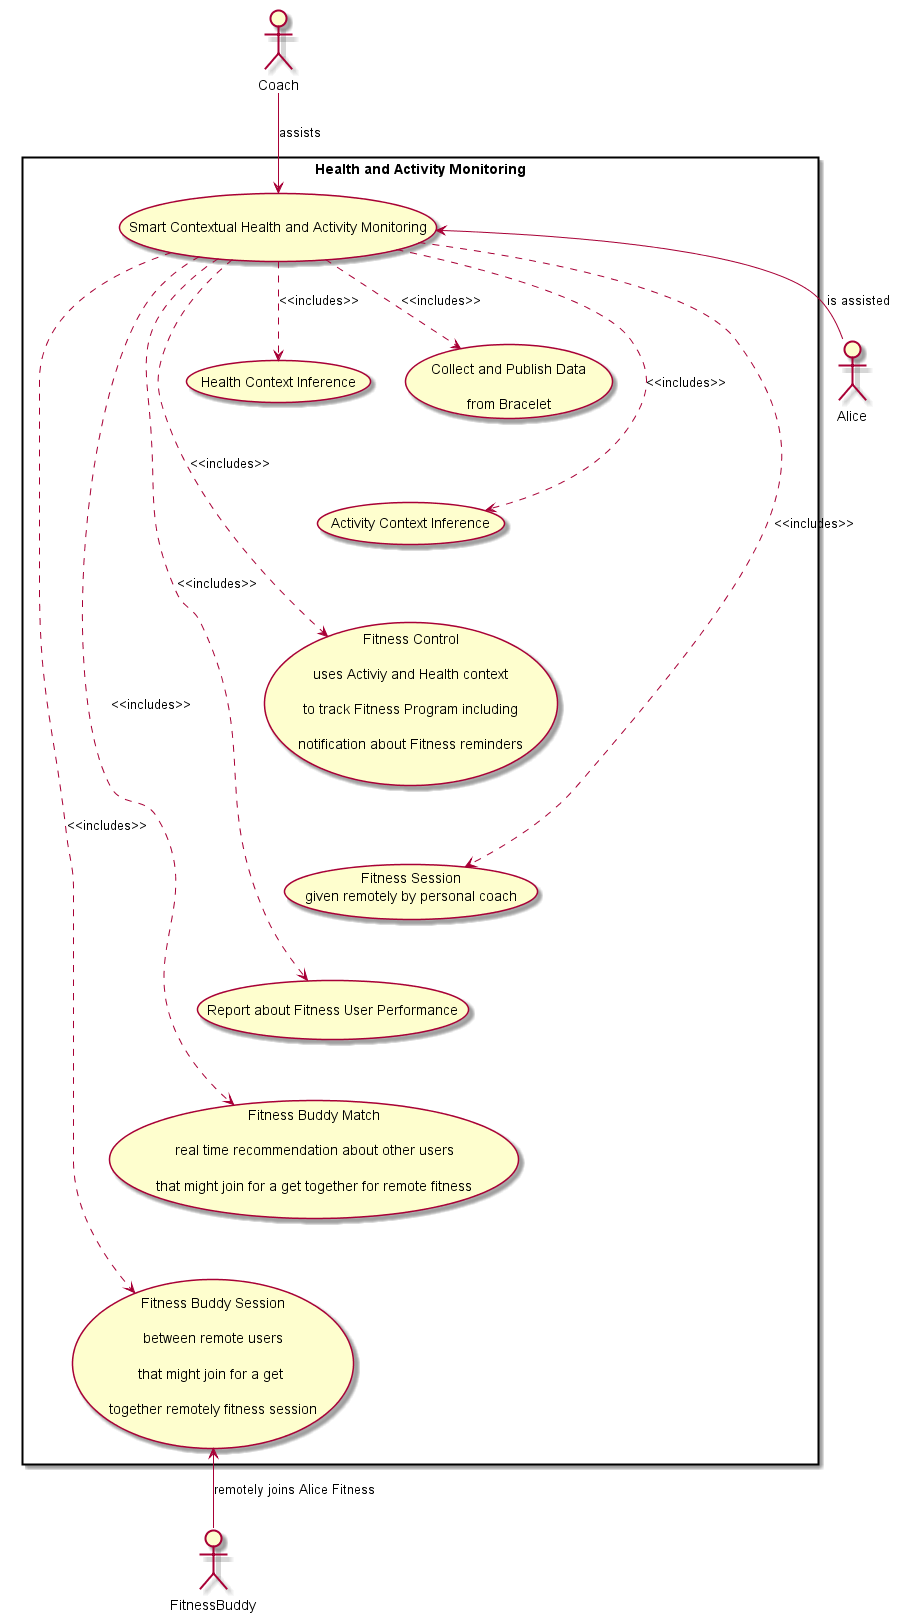 Coach
assists
Health and Activity Monitoring
Smart Contextual Health and Activity Monitoring
<<includes>>
<<includes>>
is assisted
Health Context Inference
Collect and Publish Data
from Bracelet
<<includes>>
Alice
<<includes>>
Activity Context Inference
<<includes>>
<<includes>>
Fitness Control
uses Activiy and Health context
to track Fitness Program including
notification about Fitness reminders
<<includes>>
<<includes>>
Fitness Session
given remotely by personal coach
Report about Fitness User Performance
Fitness Buddy Match
real time recommendation about other users
that might join for a get together for remote fitness
Fitness Buddy Session
between remote users
that might join for a get
together remotely fitness session
remotely joins Alice Fitness
FitnessBuddy